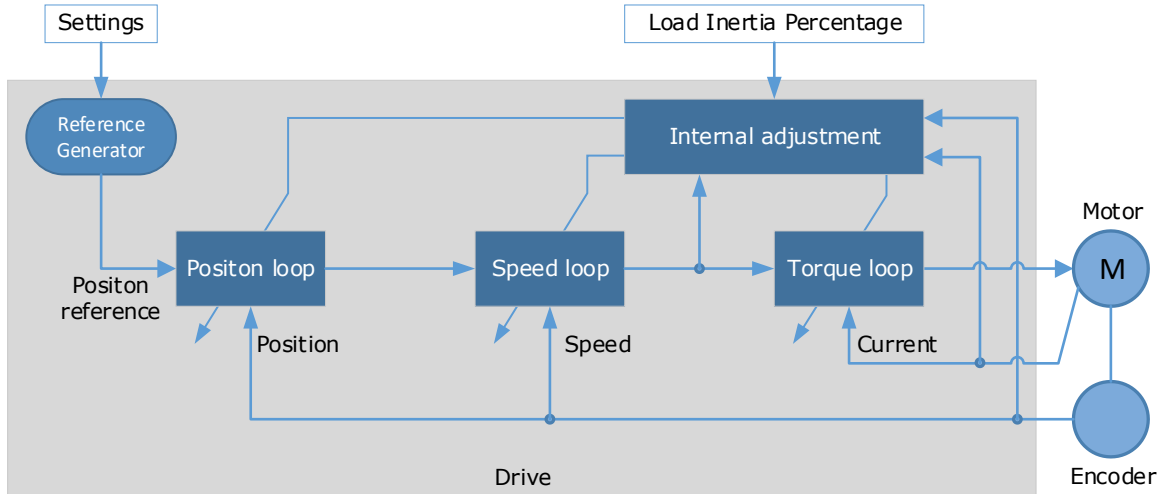 Settings
Load Inertia Percentage
Reference
Generator
Internal adjustment
Motor
Positon loop
Speed loop
Torque loop
M
Positon
reference
Position
Speed
Current
Drive
Encoder